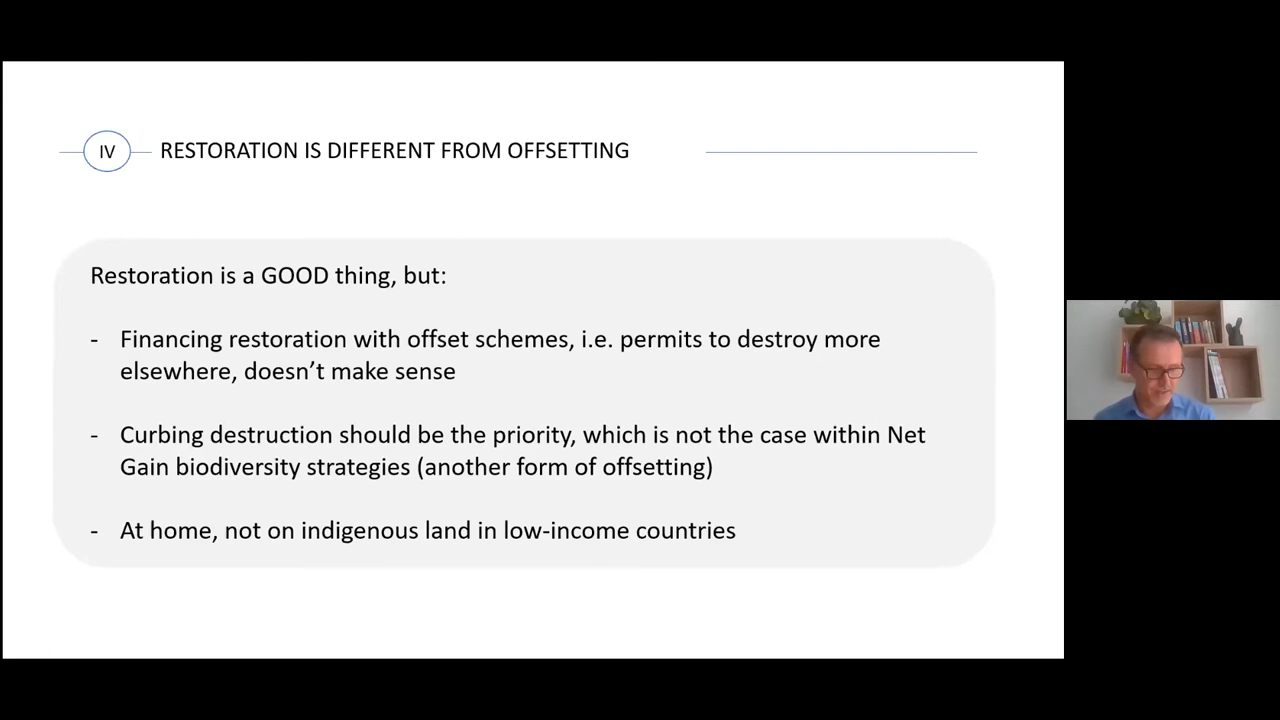 IV
RESTORATION IS DIFFERENT FROM OFFSETTING
Restoration is a GOOD thing, but:
- Financing restoration with offset schemes, i.e. permits to destroy more
elsewhere, doesn’t make sense
- Curbing destruction should be the priority, which is not the case within Net
Gain biodiversity strategies (another form of offsetting)
- At home, not on indigenous land in low-income countries